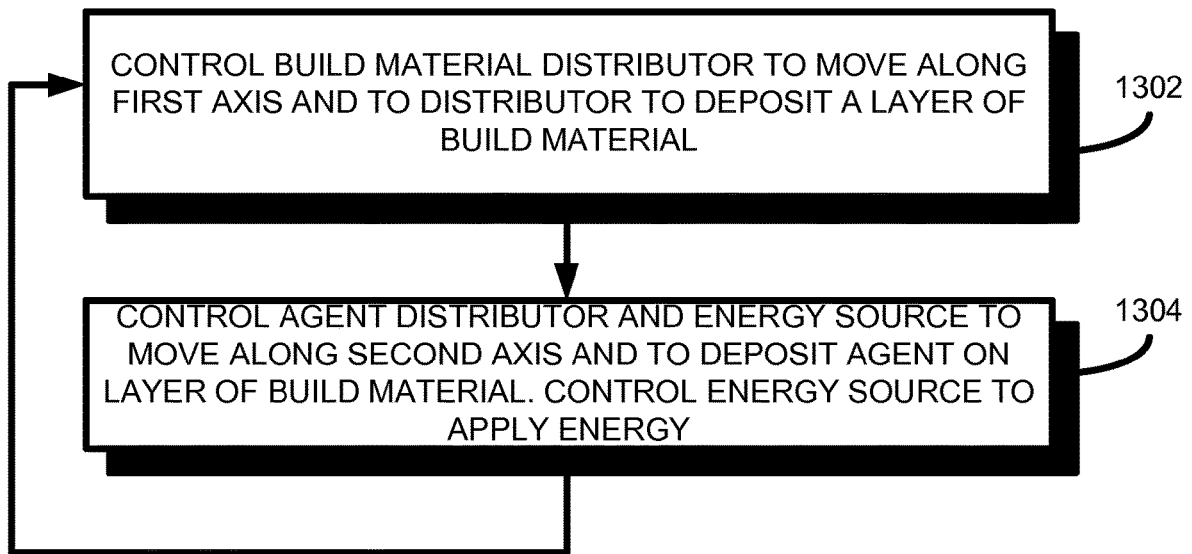 CONTROL BUILD MATERIAL DISTRIBUTOR TO MOVE ALONG
FIRST AXIS AND TO DISTRIBUTOR TO DEPOSIT A LAYER OF
BUILD MATERIAL
1302
CONTROL AGENT DISTRIBUTOR AND ENERGY SOURCE TO
MOVE ALONG SECOND AXIS AND TO DEPOSIT AGENT ON
LAYER OF BUILD MATERIAL. CONTROL ENERGY SOURCE TO
APPLY ENERGY
1304